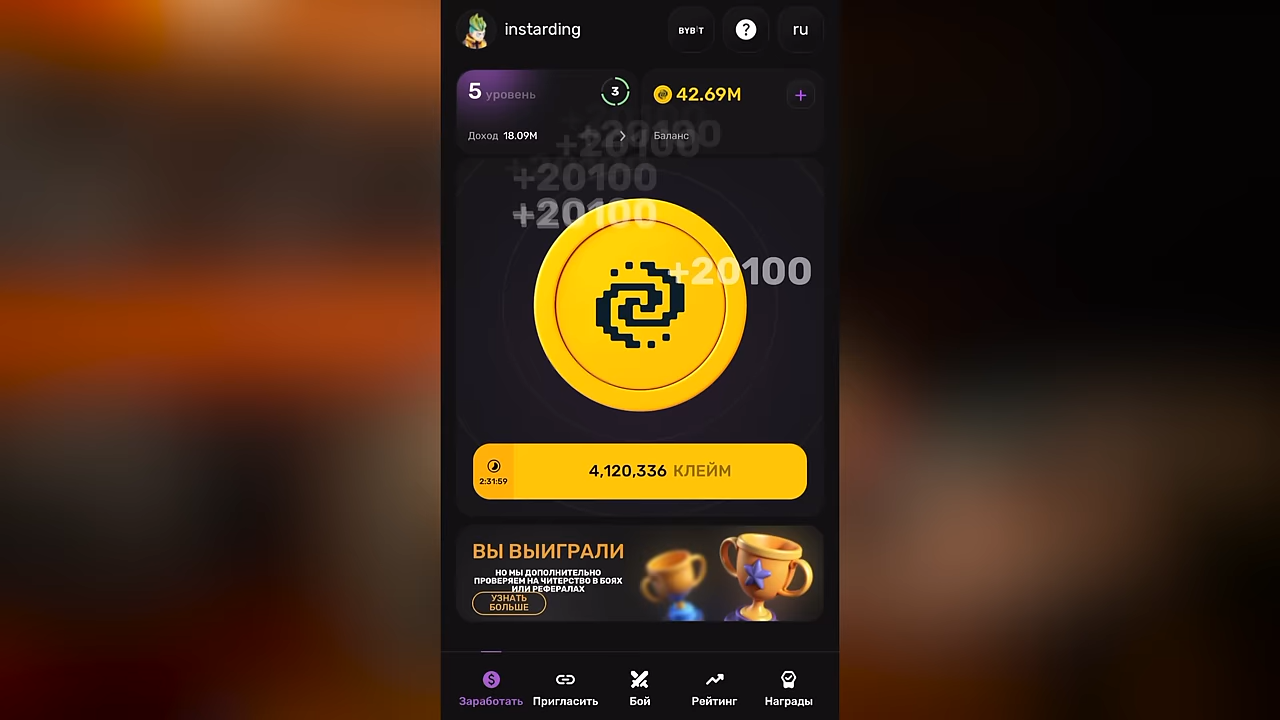 instarding
BYBIT
?
ru
5 уровень
3
42.69M
+
Доход 18.09M
Баланс
+20100
+20100
+20100
+20100
+20100
4,120,336 КЛЕЙМ
2:31:59
ВЫ ВЫИГРАЛИ
НО МЫ ДОПОЛНИТЕЛЬНО
ПРОВЕРЯЕМ НА ЧИТЕРСТВО В БОЯХ
ИЛИ РЕФЕРАЛАХ
УЗНАТЬ
БОЛЬШЕ
Заработать
Пригласить
Бой
Рейтинг
Награды